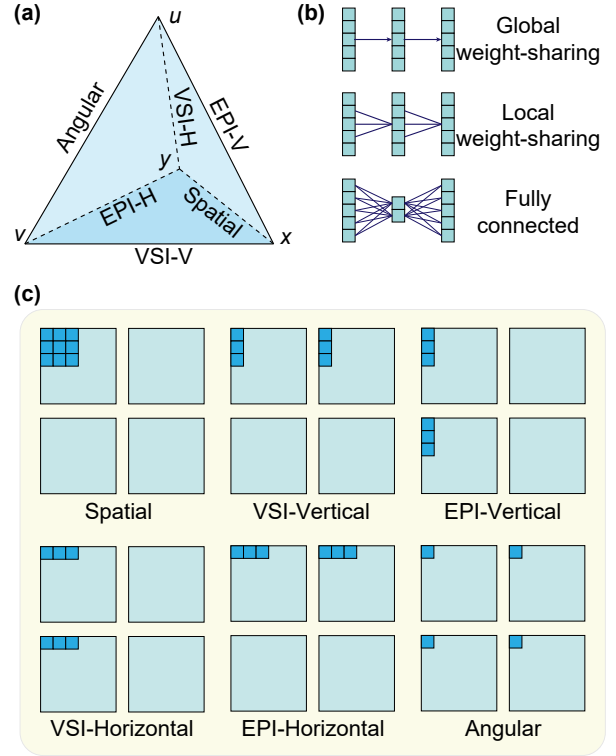 (a)
u
Angular
VSI-H
EPI-V
y
EPI-H
Spatial
v
x
VSI-V
(b)
Global
weight-sharing
Local
weight-sharing
Fully
connected
(c)
Spatial
VSI-Vertical
EPI-Vertical
VSI-Horizontal
EPI-Horizontal
Angular